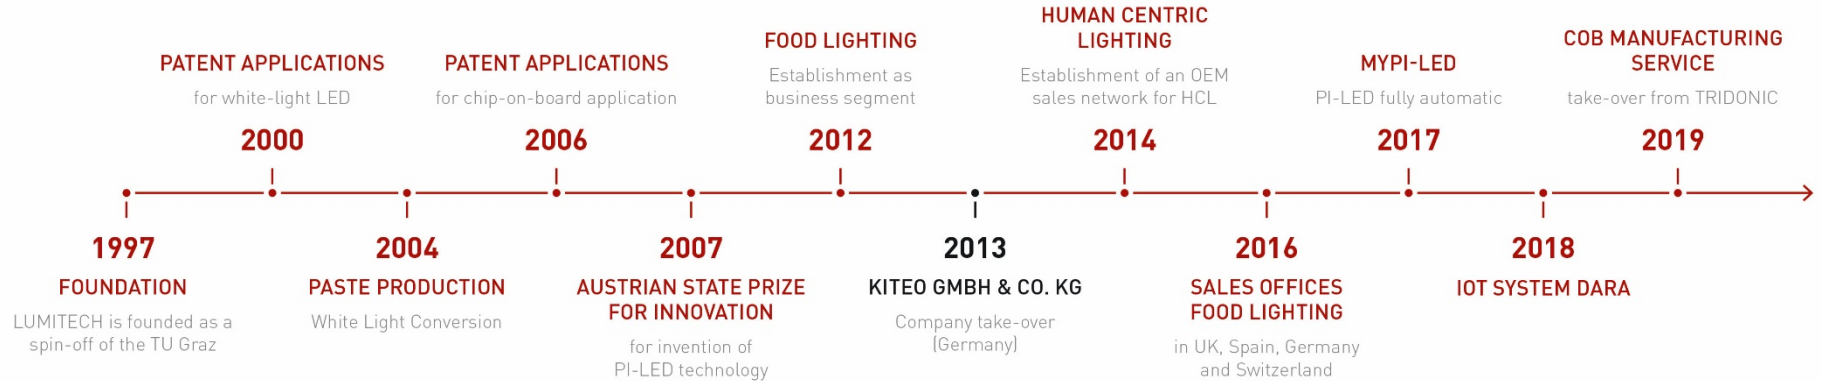 1997
FOUNDATION
LUMITECH is founded as a
spin-off of the TU Graz
PATENT APPLICATIONS
for white-light LED
2000
2004
PASTE PRODUCTION
White Light Conversion
PATENT APPLICATIONS
for chip-on-board application
2006
2007
AUSTRIAN STATE PRIZE
FOR INNOVATION
for invention of
PI-LED technology
FOOD LIGHTING
Establishment as
business segment
2012
2013
KITEO GMBH & CO. KG
Company take-over
(Germany)
HUMAN CENTRIC
LIGHTING
Establishment of an OEM
sales network for HCL
2014
2016
SALES OFFICES
FOOD LIGHTING
in UK, Spain, Germany
and Switzerland
MYPI-LED
PI-LED fully automatic
2017
2018
IOT SYSTEM DARA
COB MANUFACTURING
SERVICE
take-over from TRIDONIC
2019